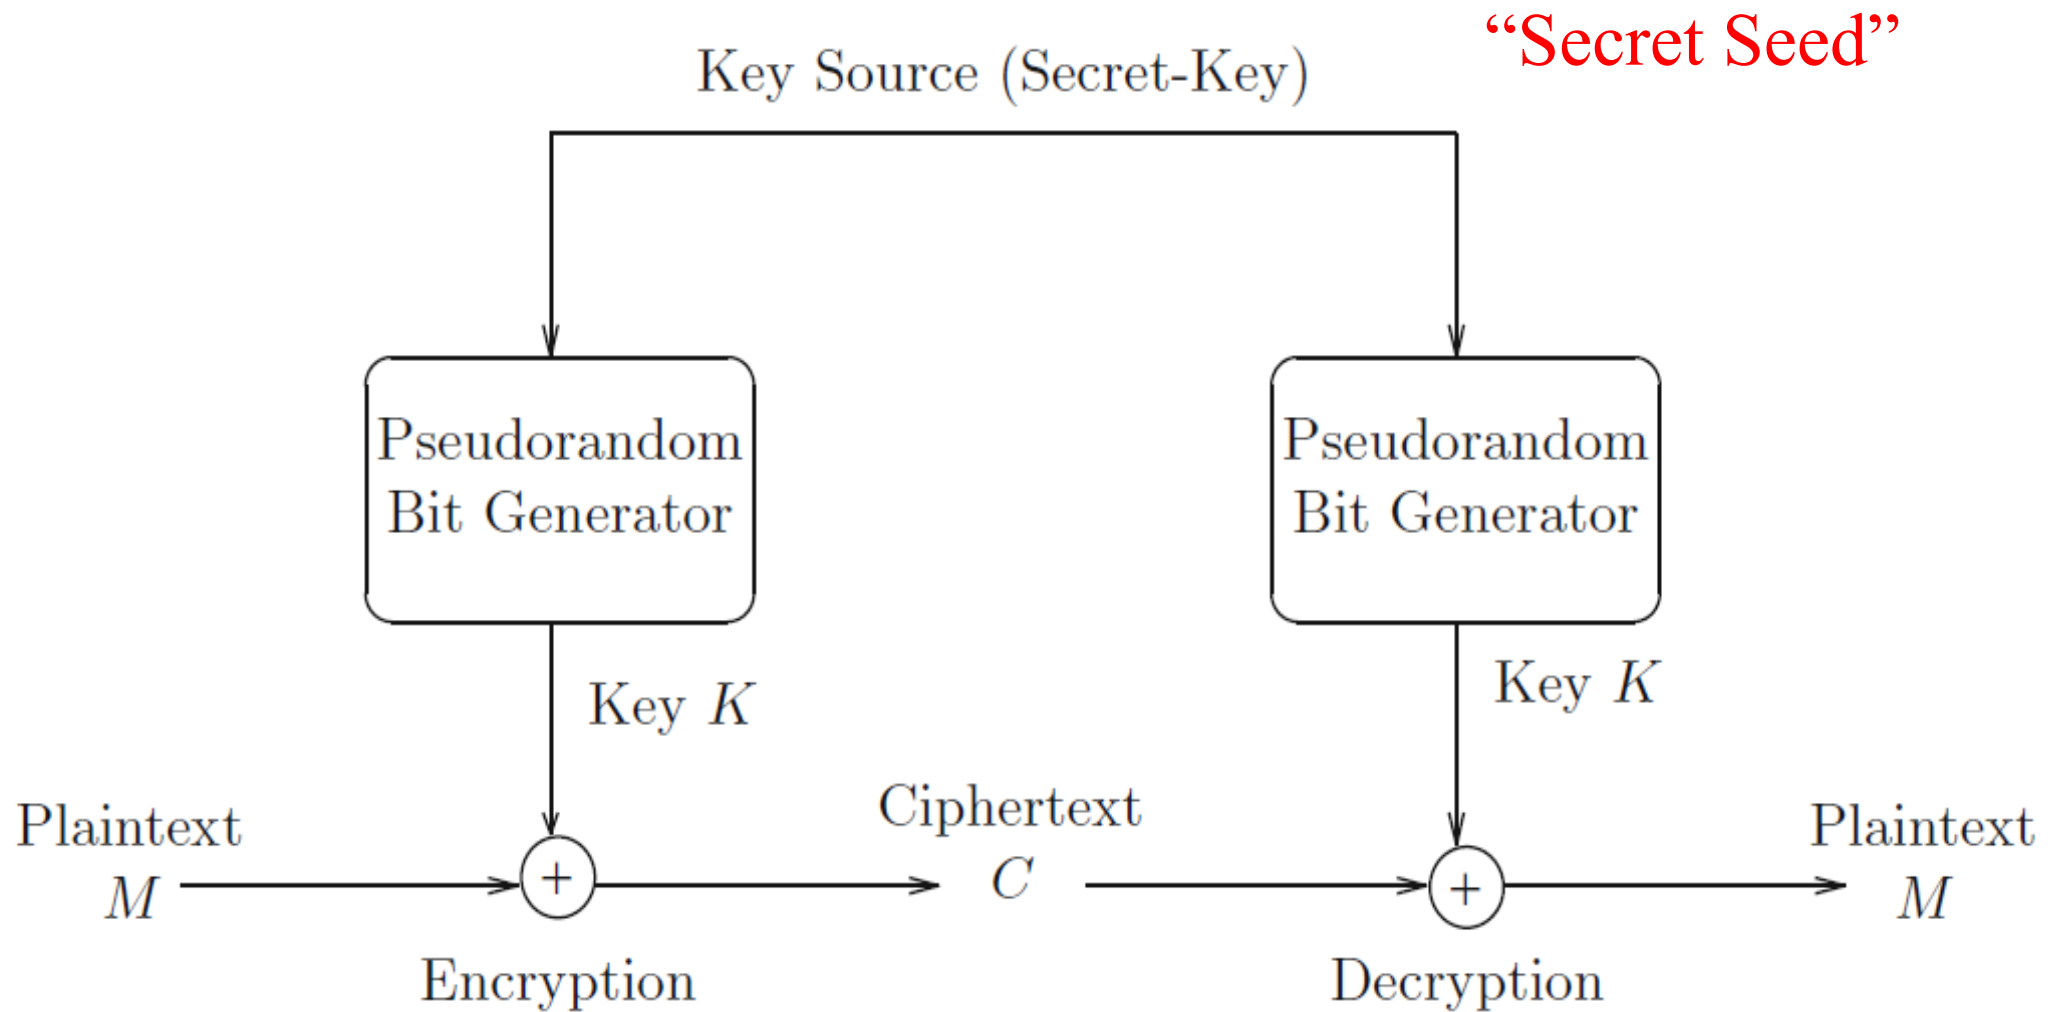 “Secret Seed”
Key Source (Secret-Key)
Pseudorandom
Bit Generator
Pseudorandom
Bit Generator
Key K
Key K
Plaintext
M
+
Ciphertext
C
+
Plaintext
M
Encryption
Decryption